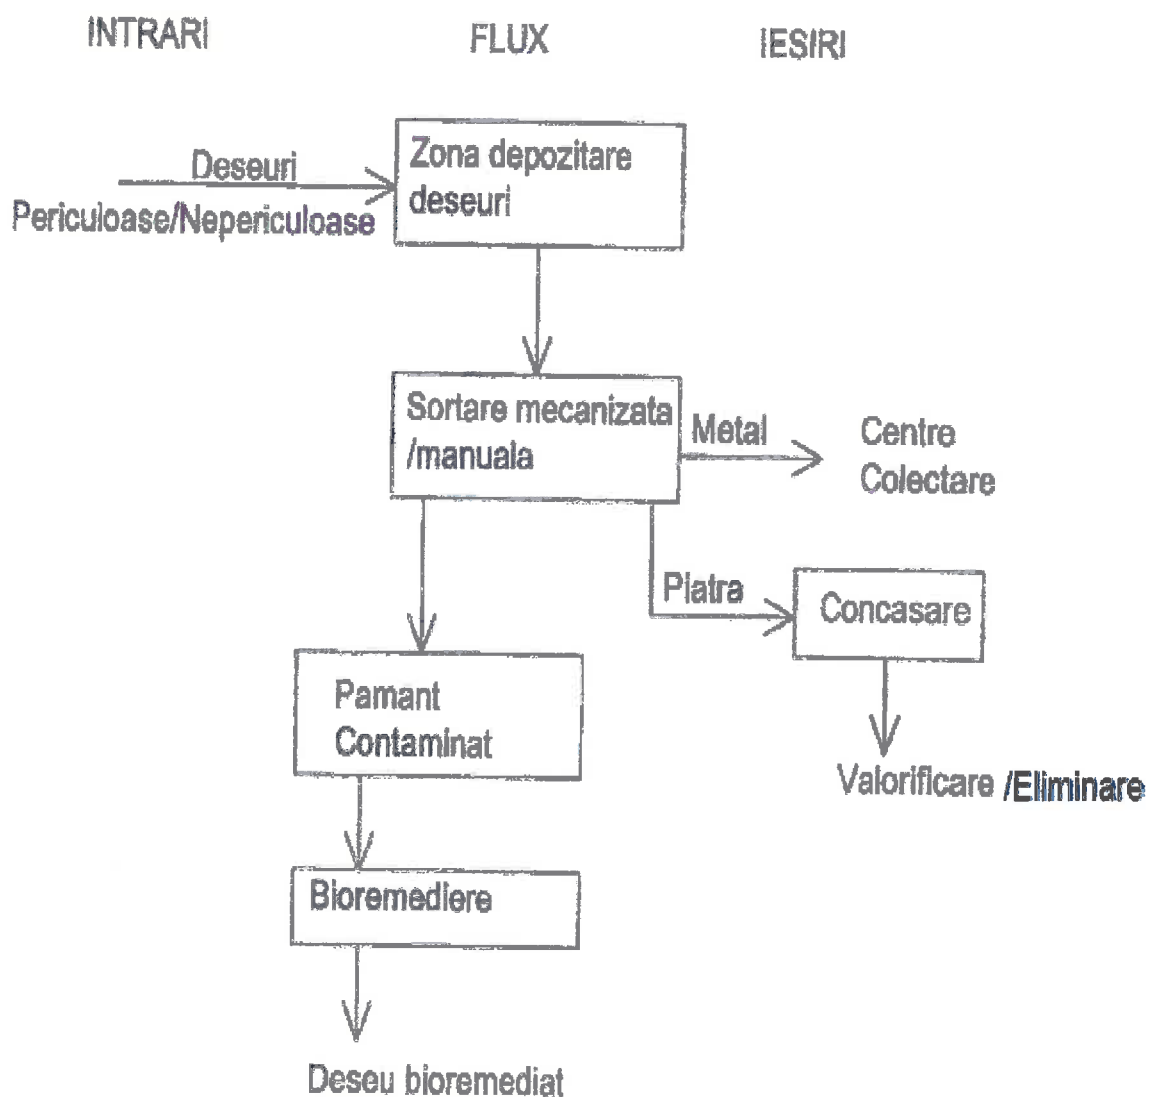 INTRARI
FLUX
IESIRI
Deseuri
Periculoase/Nepericuloase
Zona depozitare
deseuri
Sortare mecanizata
/manuala
Metal
Centre
Colectare
Piatra
Concasare
Valorificare /Eliminare
Pamant
Contaminat
Bioremediere
Deseu bioremediat